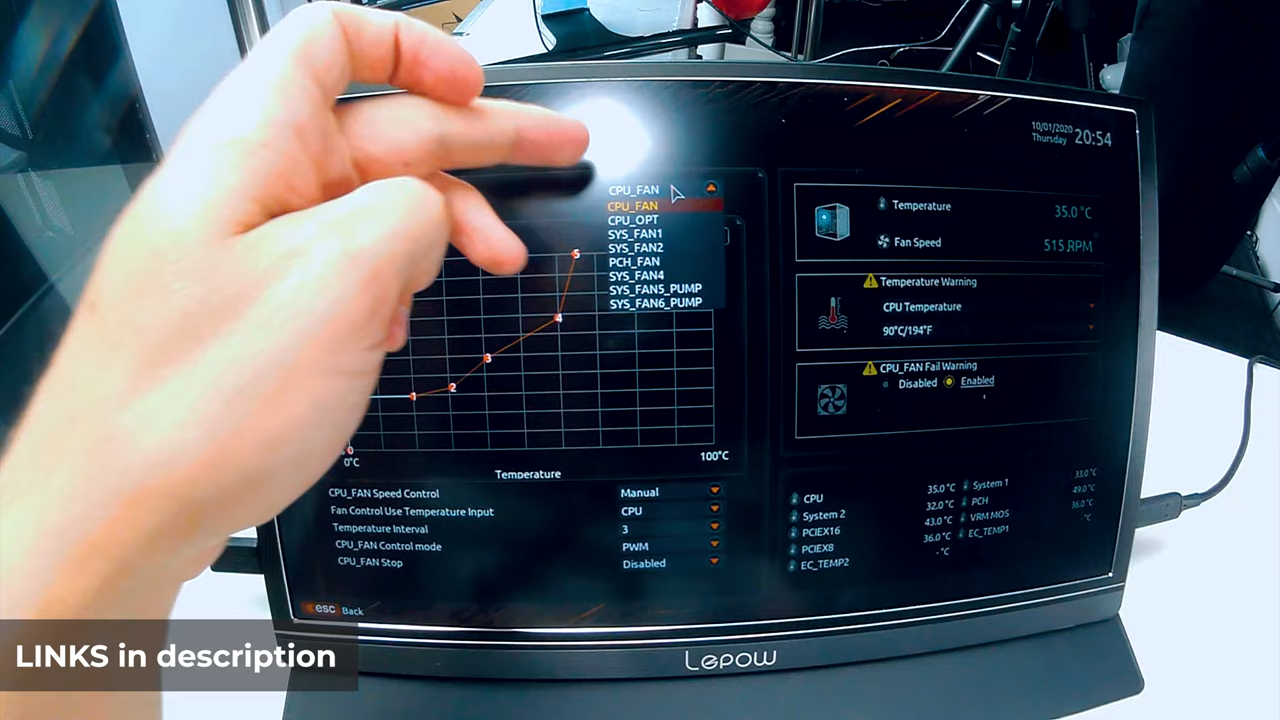 10/01/2020
Thursday
20:54
CPU_FAN
CPU_FAN
CPU_OPT
SYS_FAN1
SYS_FAN2
PCH_FAN
SYS_FAN4
SYS_FAN5_PUMP
SYS_FAN6_PUMP
5
4
3
2
1
0
0°C
100°C
Temperature
CPU_FAN Speed Control Manual
Fan Control Use Temperature Input CPU
Temperature Interval 3
CPU_FAN Control mode PWM
CPU_FAN Stop Disabled
esc Back
Temperature 35.0°C
Fan Speed 515 RPM
Temperature Warning
CPU Temperature
90°C/194°F
CPU_FAN Fail Warning
Disabled Enabled
CPU 35.0°C
System 2 32.0°C
PCIEX16 43.0°C
PCIEX8 36.0°C
EC_TEMP2 - °C
System 1 33.0°C
PCH 49.0°C
VRM MOS 36.0°C
EC_TEMP1 - °C
Lepow
LINKS in description